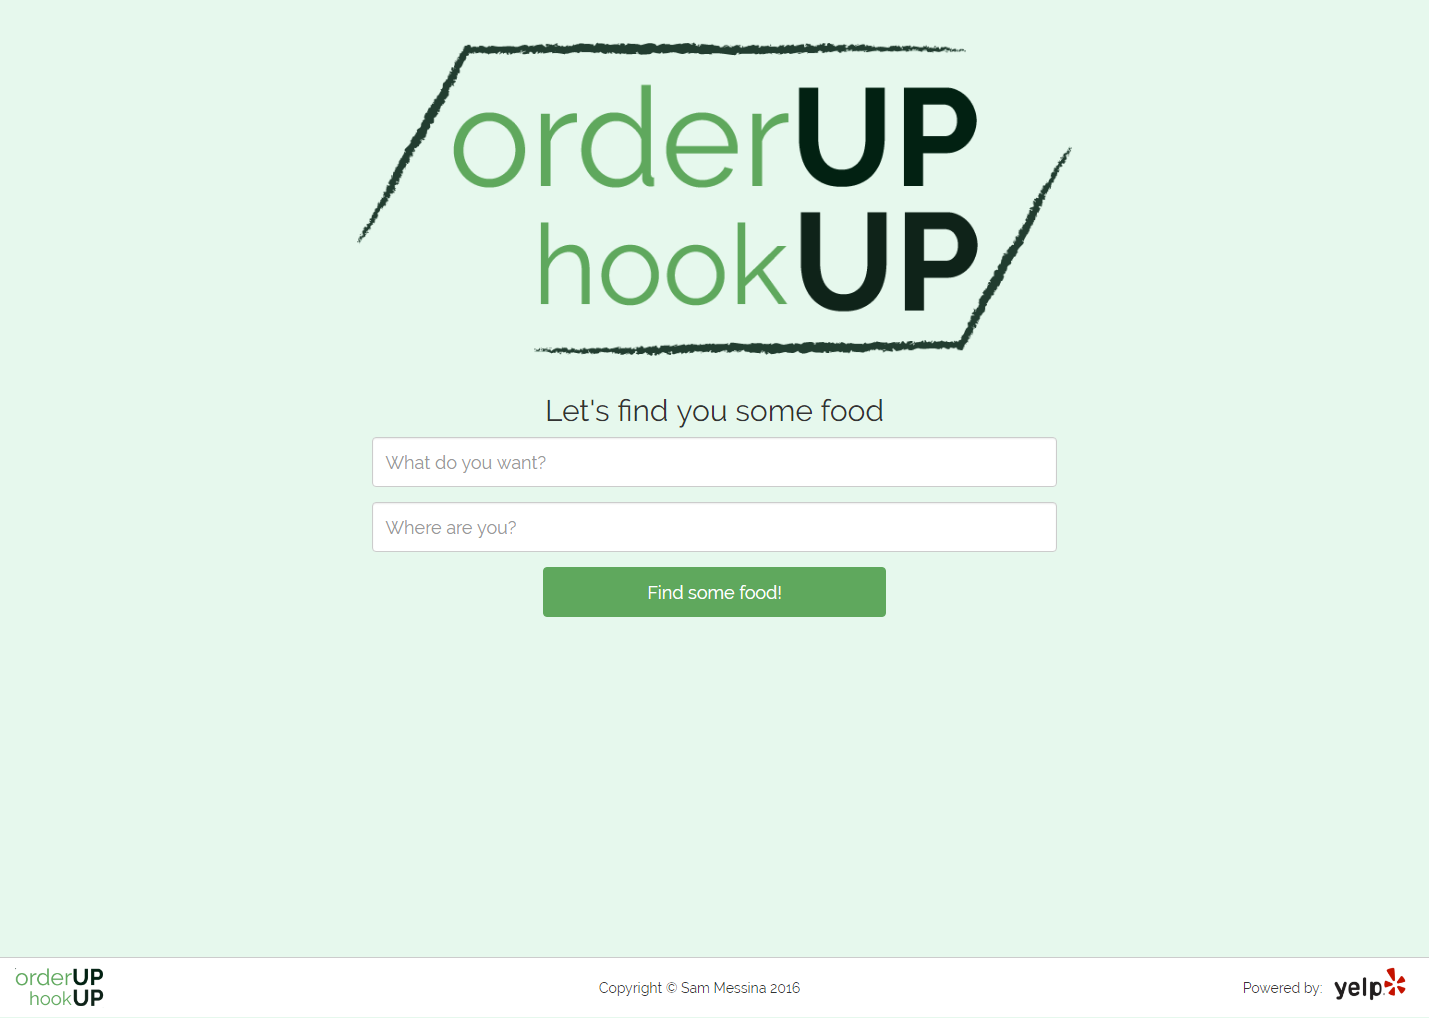 orderUP
hookUP
Let's find you some food
What do you want?
Where are you?
Find some food!
orderUP
hookUP
Copyright © Sam Messina 2016
Powered by: yelp